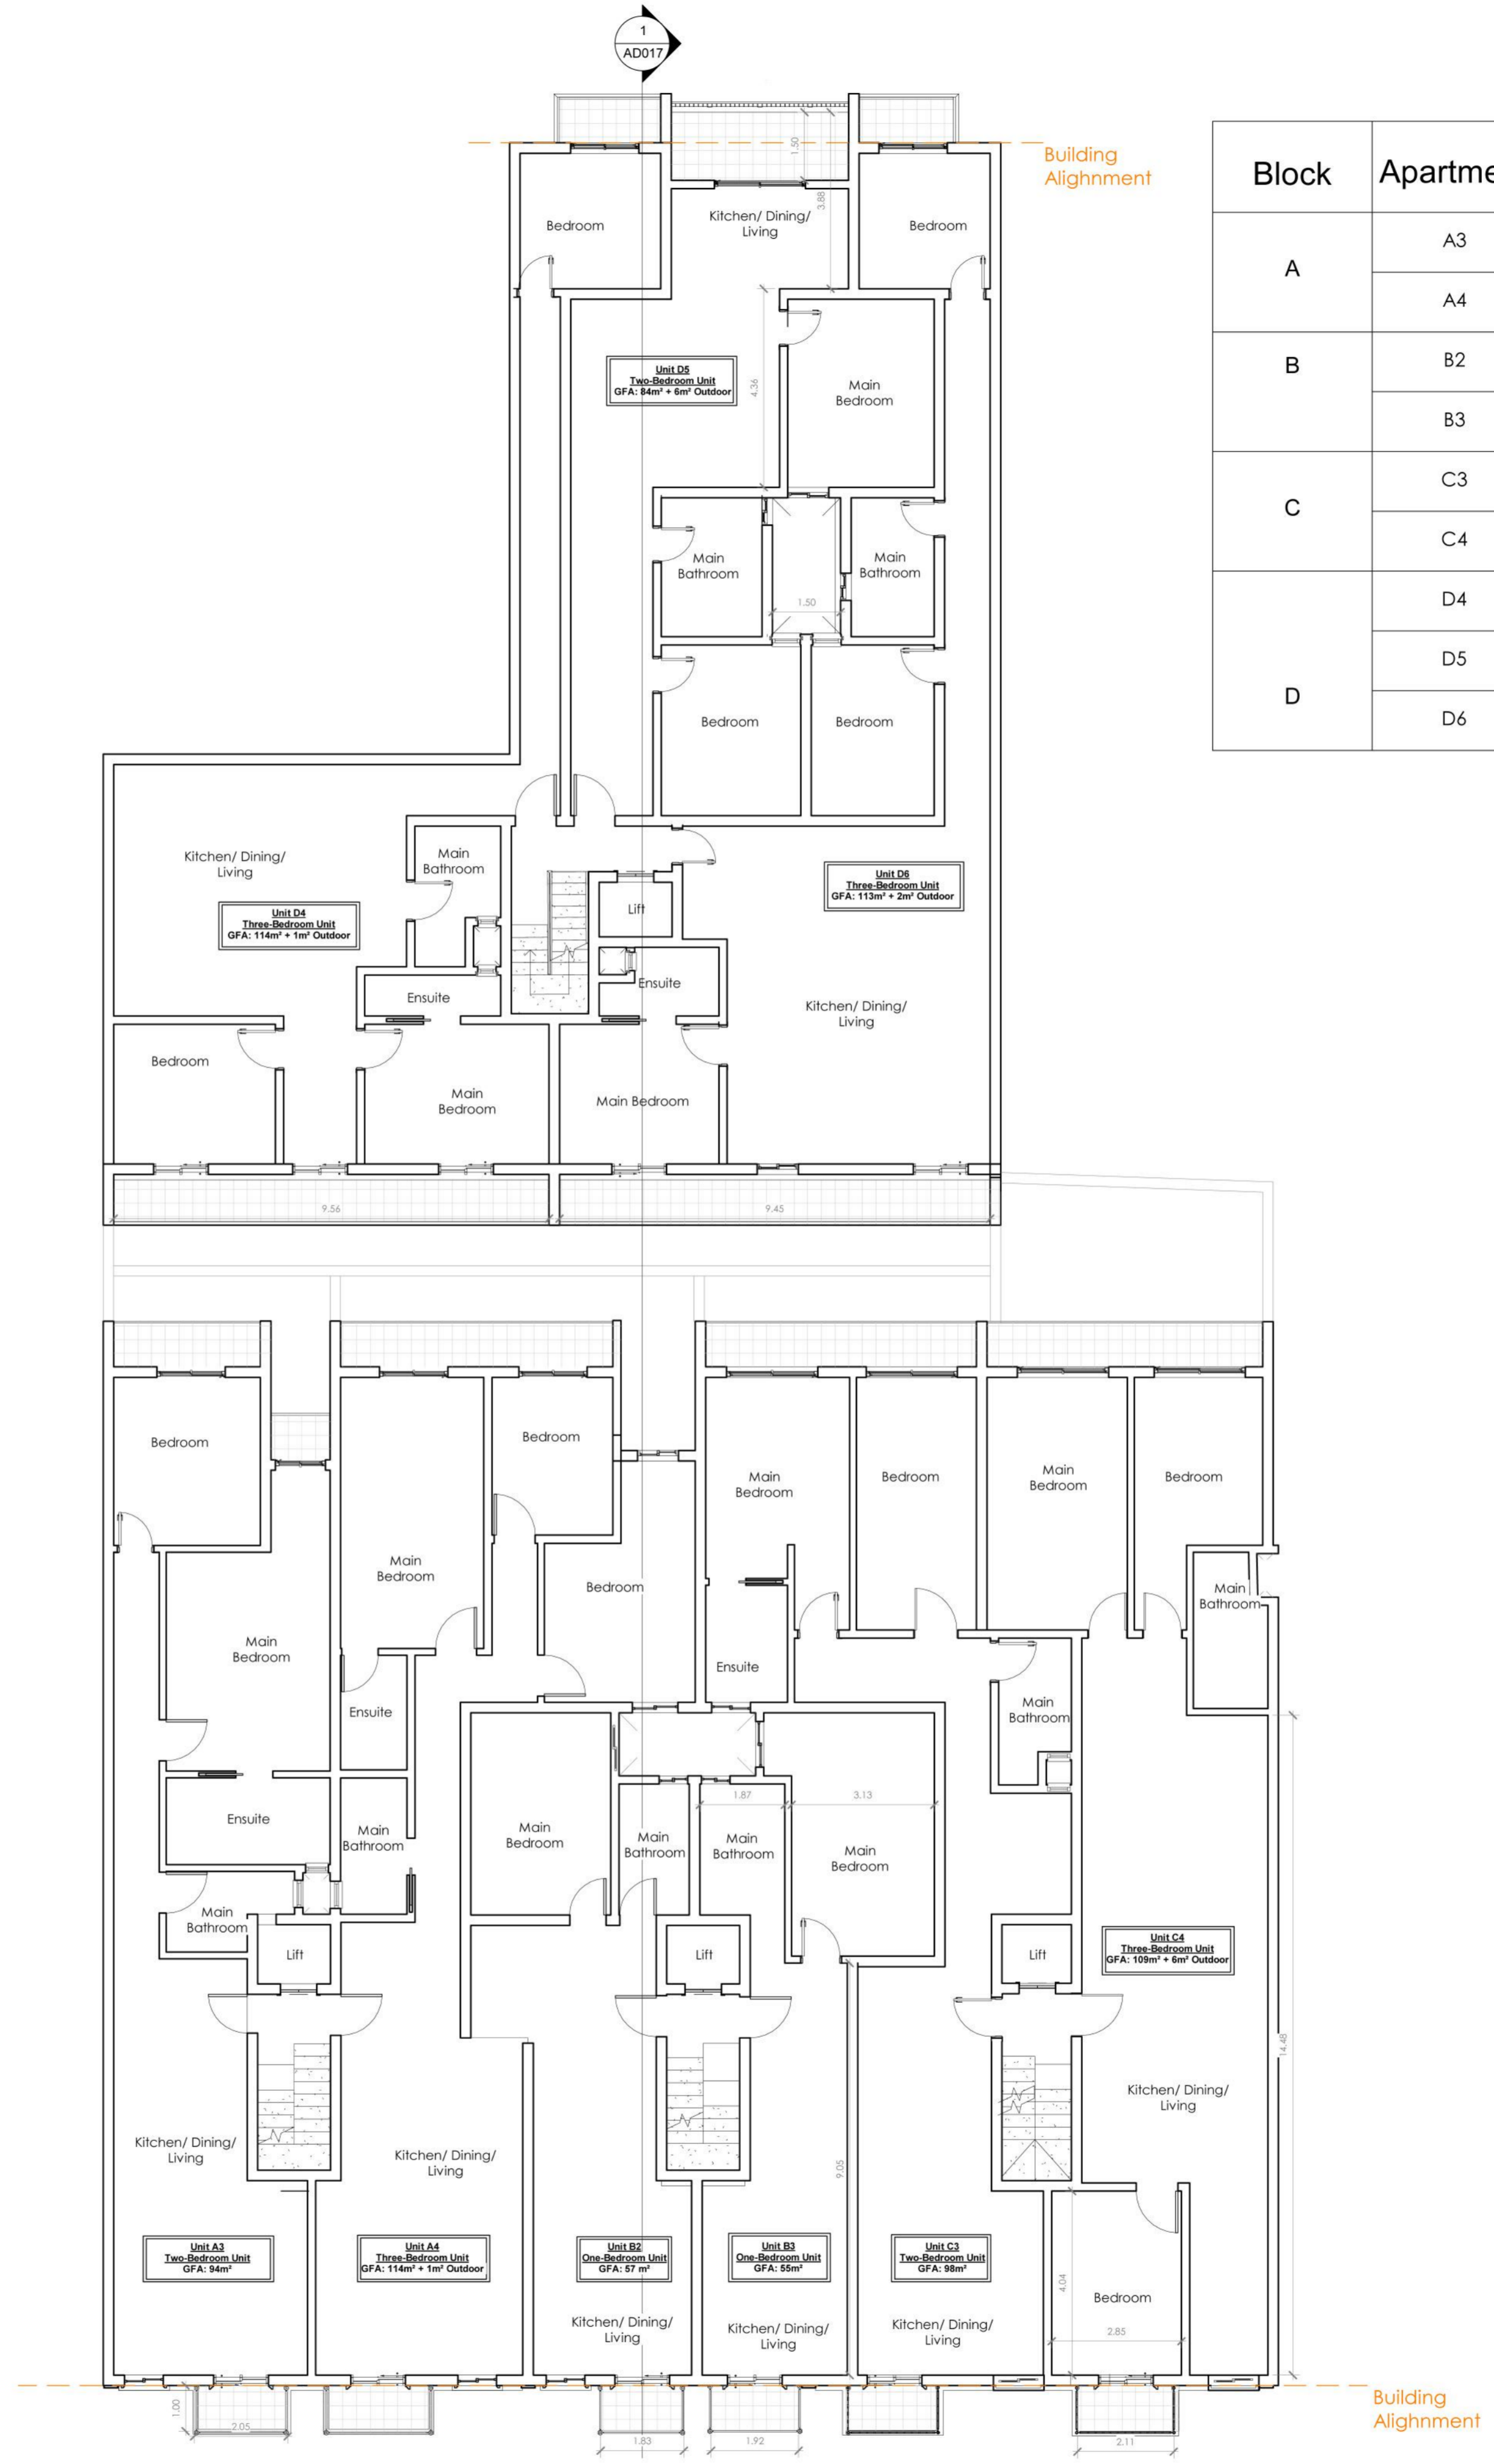 1
AD017
Building
Alighnment
Block
Apartme
A
A3
A4
B
B2
B3
C
C3
C4
D
D4
D5
D6
1.50
3.88
Bedroom
Kitchen/ Dining/
Living
Bedroom
Unit D5
Two-Bedroom Unit
GFA: 84m² + 6m² Outdoor
4.36
Main
Bedroom
Main
Bathroom
Main
Bathroom
1.50
Bedroom
Bedroom
Kitchen/ Dining/
Living
Main
Bathroom
Unit D4
Three-Bedroom Unit
GFA: 114m² + 1m² Outdoor
Lift
Unit D6
Three-Bedroom Unit
GFA: 113m² + 2m² Outdoor
Ensuite
Ensuite
Kitchen/ Dining/
Living
Bedroom
Main
Bedroom
Main Bedroom
9.56
9.45
Bedroom
Bedroom
Main
Bedroom
Bedroom
Main
Bedroom
Bedroom
Main
Bedroom
Bedroom
Main
Bathroom
Main
Bedroom
Ensuite
Ensuite
Main
Bathroom
Ensuite
Main
Bathroom
Main
Bedroom
Main
Bathroom
1.87
Main
Bathroom
3.13
Main
Bedroom
Main
Bathroom
Lift
Lift
Lift
Unit C4
Three-Bedroom Unit
GFA: 109m² + 6m² Outdoor
14.48
Kitchen/ Dining/
Living
Kitchen/ Dining/
Living
Kitchen/ Dining/
Living
9.05
Unit A3
Two-Bedroom Unit
GFA: 94m²
Unit A4
Three-Bedroom Unit
GFA: 114m² + 1m² Outdoor
Unit B2
One-Bedroom Unit
GFA: 57 m²
Unit B3
One-Bedroom Unit
GFA: 55m²
Unit C3
Two-Bedroom Unit
GFA: 98m²
4.04
Bedroom
2.85
Kitchen/ Dining/
Living
Kitchen/ Dining/
Living
Kitchen/ Dining/
Living
1.00
2.05
1.83
1.92
2.11
Building
Alighnment